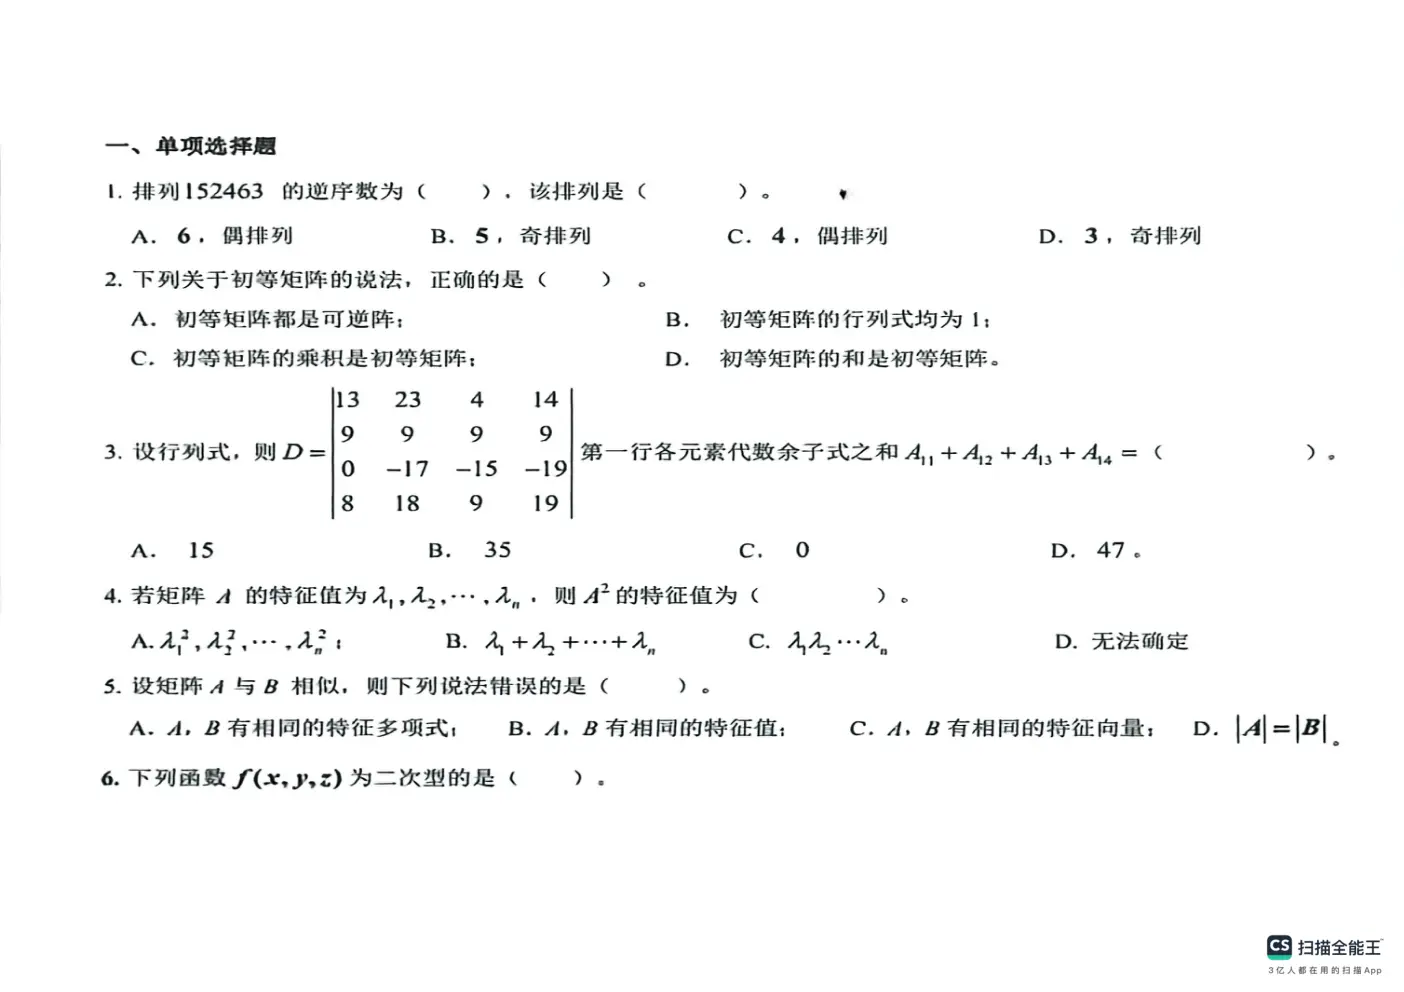 一、单项选择题
1. 排列152463 的逆序数为（ ），该排列是（ ）。
A. 6，偶排列 B. 5，奇排列 C. 4，偶排列 D. 3，奇排列
2. 下列关于初等矩阵的说法，正确的是（ ）。
A. 初等矩阵都是可逆阵； B. 初等矩阵的行列式均为 1；
C. 初等矩阵的乘积是初等矩阵； D. 初等矩阵的和是初等矩阵。
13 23 4 14
9 9 9 9
3. 设行列式，则 D = 第一行各元素代数余子式之和 A₁₁ + A₁₂ + A₁₃ + A₁₄ = （ ）。
0 −17 −15 −19
8 18 9 19
A. 15 B. 35 C. 0 D. 47。
4. 若矩阵 A 的特征值为 λ₁, λ₂, ⋯, λₙ，则 A² 的特征值为（ ）。
A. λ₁², λ₂², ⋯, λₙ²； B. λ₁ + λ₂ + ⋯ + λₙ C. λ₁λ₂⋯λₙ D. 无法确定
5. 设矩阵 A 与 B 相似，则下列说法错误的是（ ）。
A. A，B 有相同的特征多项式； B. A，B 有相同的特征值； C. A，B 有相同的特征向量； D. |A| = |B|。
6. 下列函数 f(x, y, z) 为二次型的是（ ）。
CS 扫描全能王
3亿人都在用的扫描App